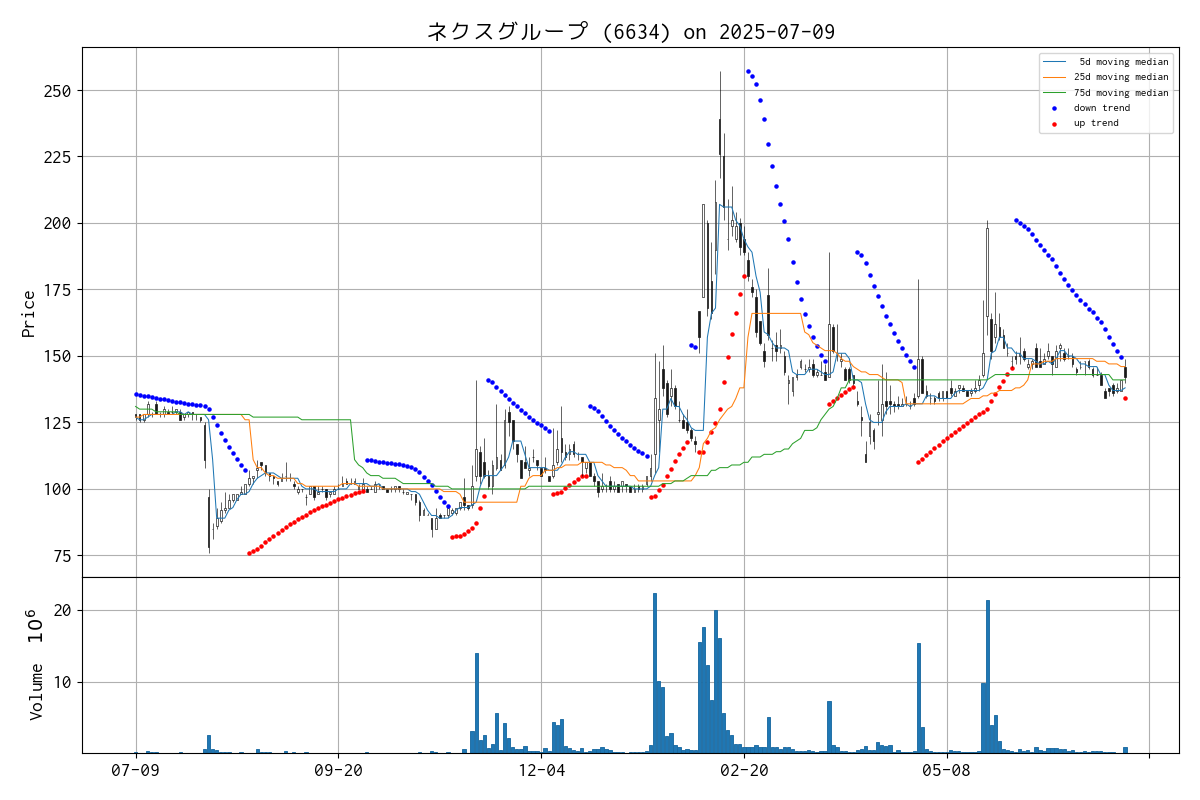 ネクスグループ (6634) on 2025-07-09
5d moving median
25d moving median
75d moving median
down trend
up trend
Price
250
225
200
175
150
125
100
75
Volume 10^6
20
10
07-09
09-20
12-04
02-20
05-08